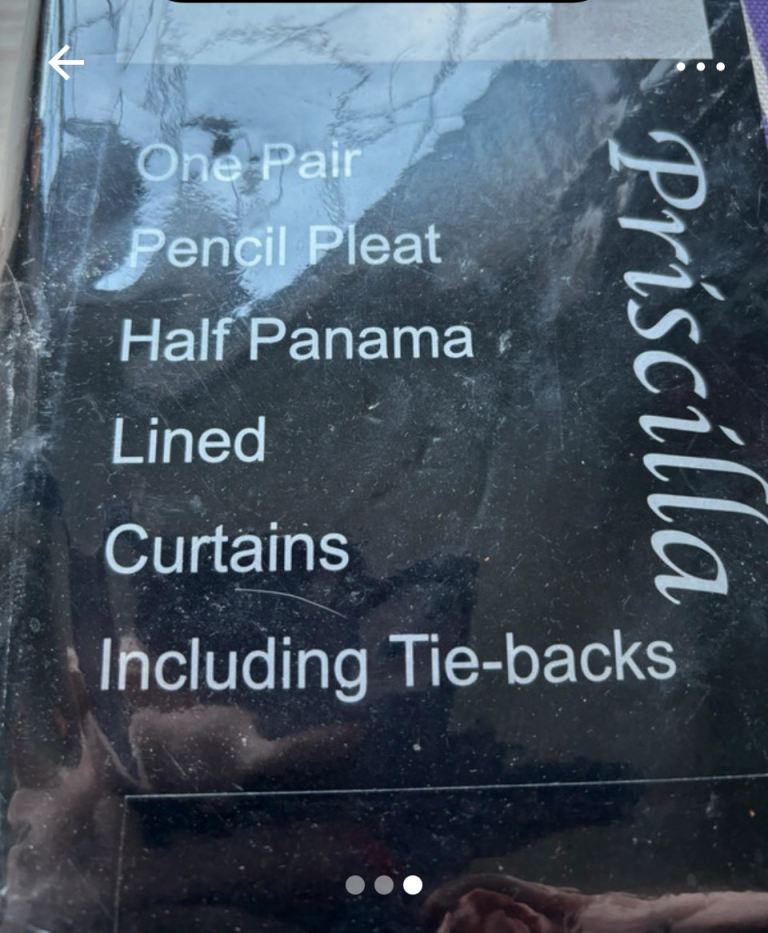 One Pair
Pencil Pleat
Half Panama
Lined
Curtains
Including Tie-backs
Priscilla